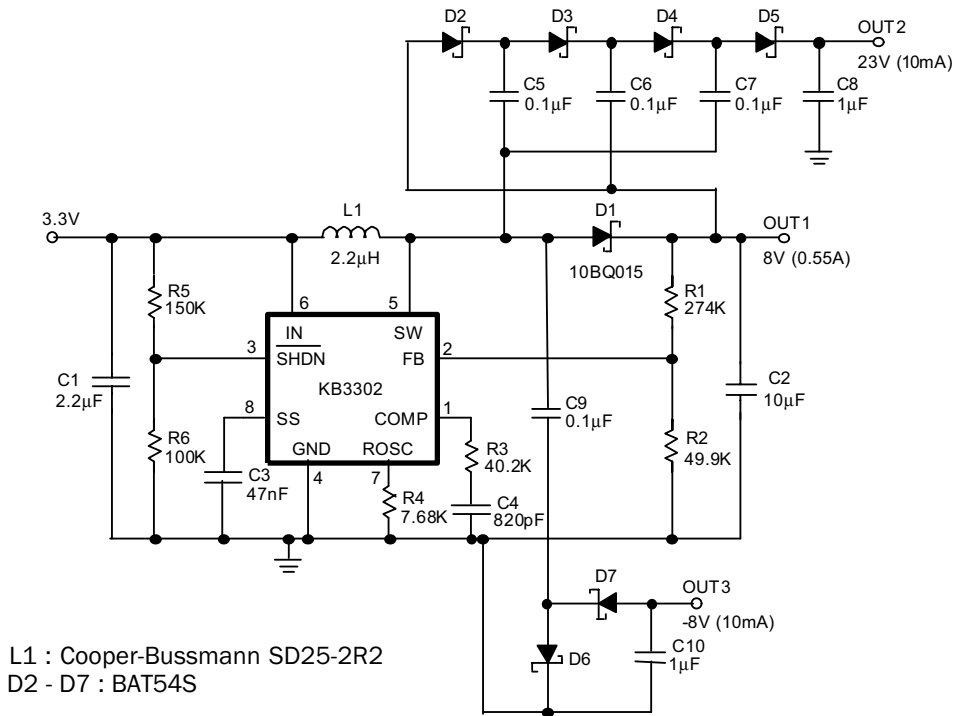 D2
D3
D4
D5
OUT2
23V (10mA)
C5
0.1µF
C6
0.1µF
C7
0.1µF
C8
1µF
3.3V
L1
2.2µH
D1
10BQ015
OUT1
8V (0.55A)
R5
150K
6
5
IN
SW
R1
274K
3
SHDN
FB
2
KB3302
C1
2.2µF
C2
10µF
8
SS
COMP
1
C9
0.1µF
R6
100K
GND
ROSC
R3
40.2K
R2
49.9K
C3
47nF
4
7
R4
7.68K
C4
820pF
D7
OUT3
-8V (10mA)
D6
C10
1µF
L1 : Cooper-Bussmann SD25-2R2
D2 - D7 : BAT54S